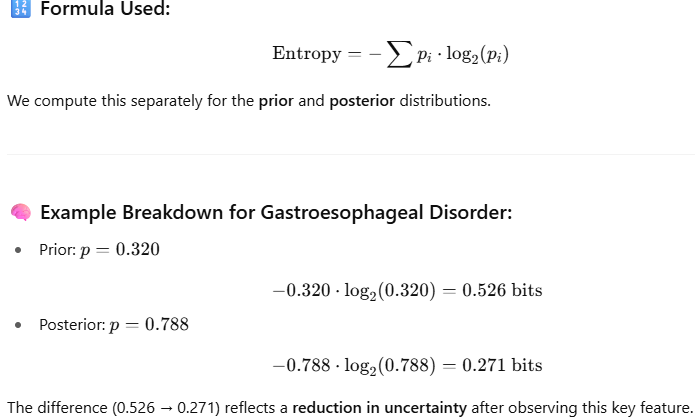 🔢 Formula Used:
Entropy = − ∑ pᵢ · log₂(pᵢ)
We compute this separately for the prior and posterior distributions.
🧠 Example Breakdown for Gastroesophageal Disorder:
• Prior: p = 0.320
−0.320 · log₂(0.320) = 0.526 bits
• Posterior: p = 0.788
−0.788 · log₂(0.788) = 0.271 bits
The difference (0.526 → 0.271) reflects a reduction in uncertainty after observing this key feature.